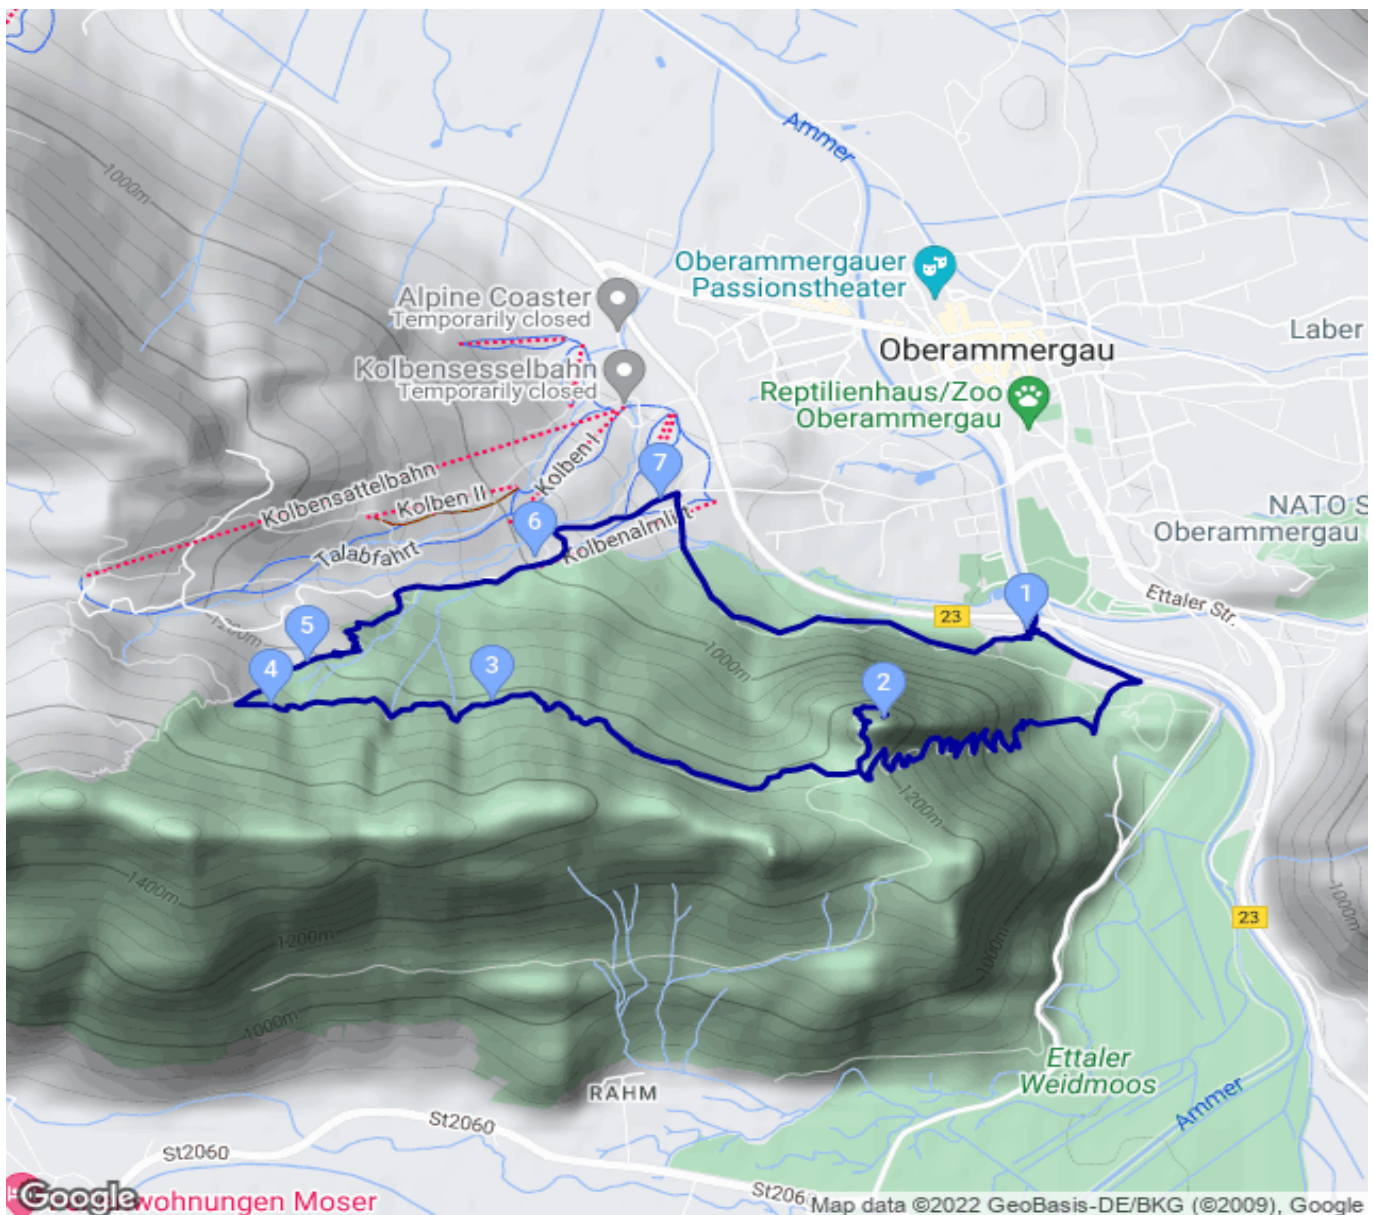 1000m
Ammer
Oberammergauer
Passionstheater
Alpine Coaster
Temporarily closed
Laber
Oberammergau
Kolbensesselbahn
Temporarily closed
Reptilienhaus/Zoo
Oberammergau
Kolben I
7
Kolbensattelbahn
Kolben II
NATO S
Oberammergau
6
Kolbenalmlift
Talabfahrt
1
Ettaler Str.
23
5
1200m
1000m
4
3
2
1200m
1400m
1000m
23
1200m
1000m
1000m
Ettaler
Weidmoos
RAHM
Ammer
St2060
St2060
St206
Google
wohnungen Moser
Map data ©2022 GeoBasis-DE/BKG (©2009), Google